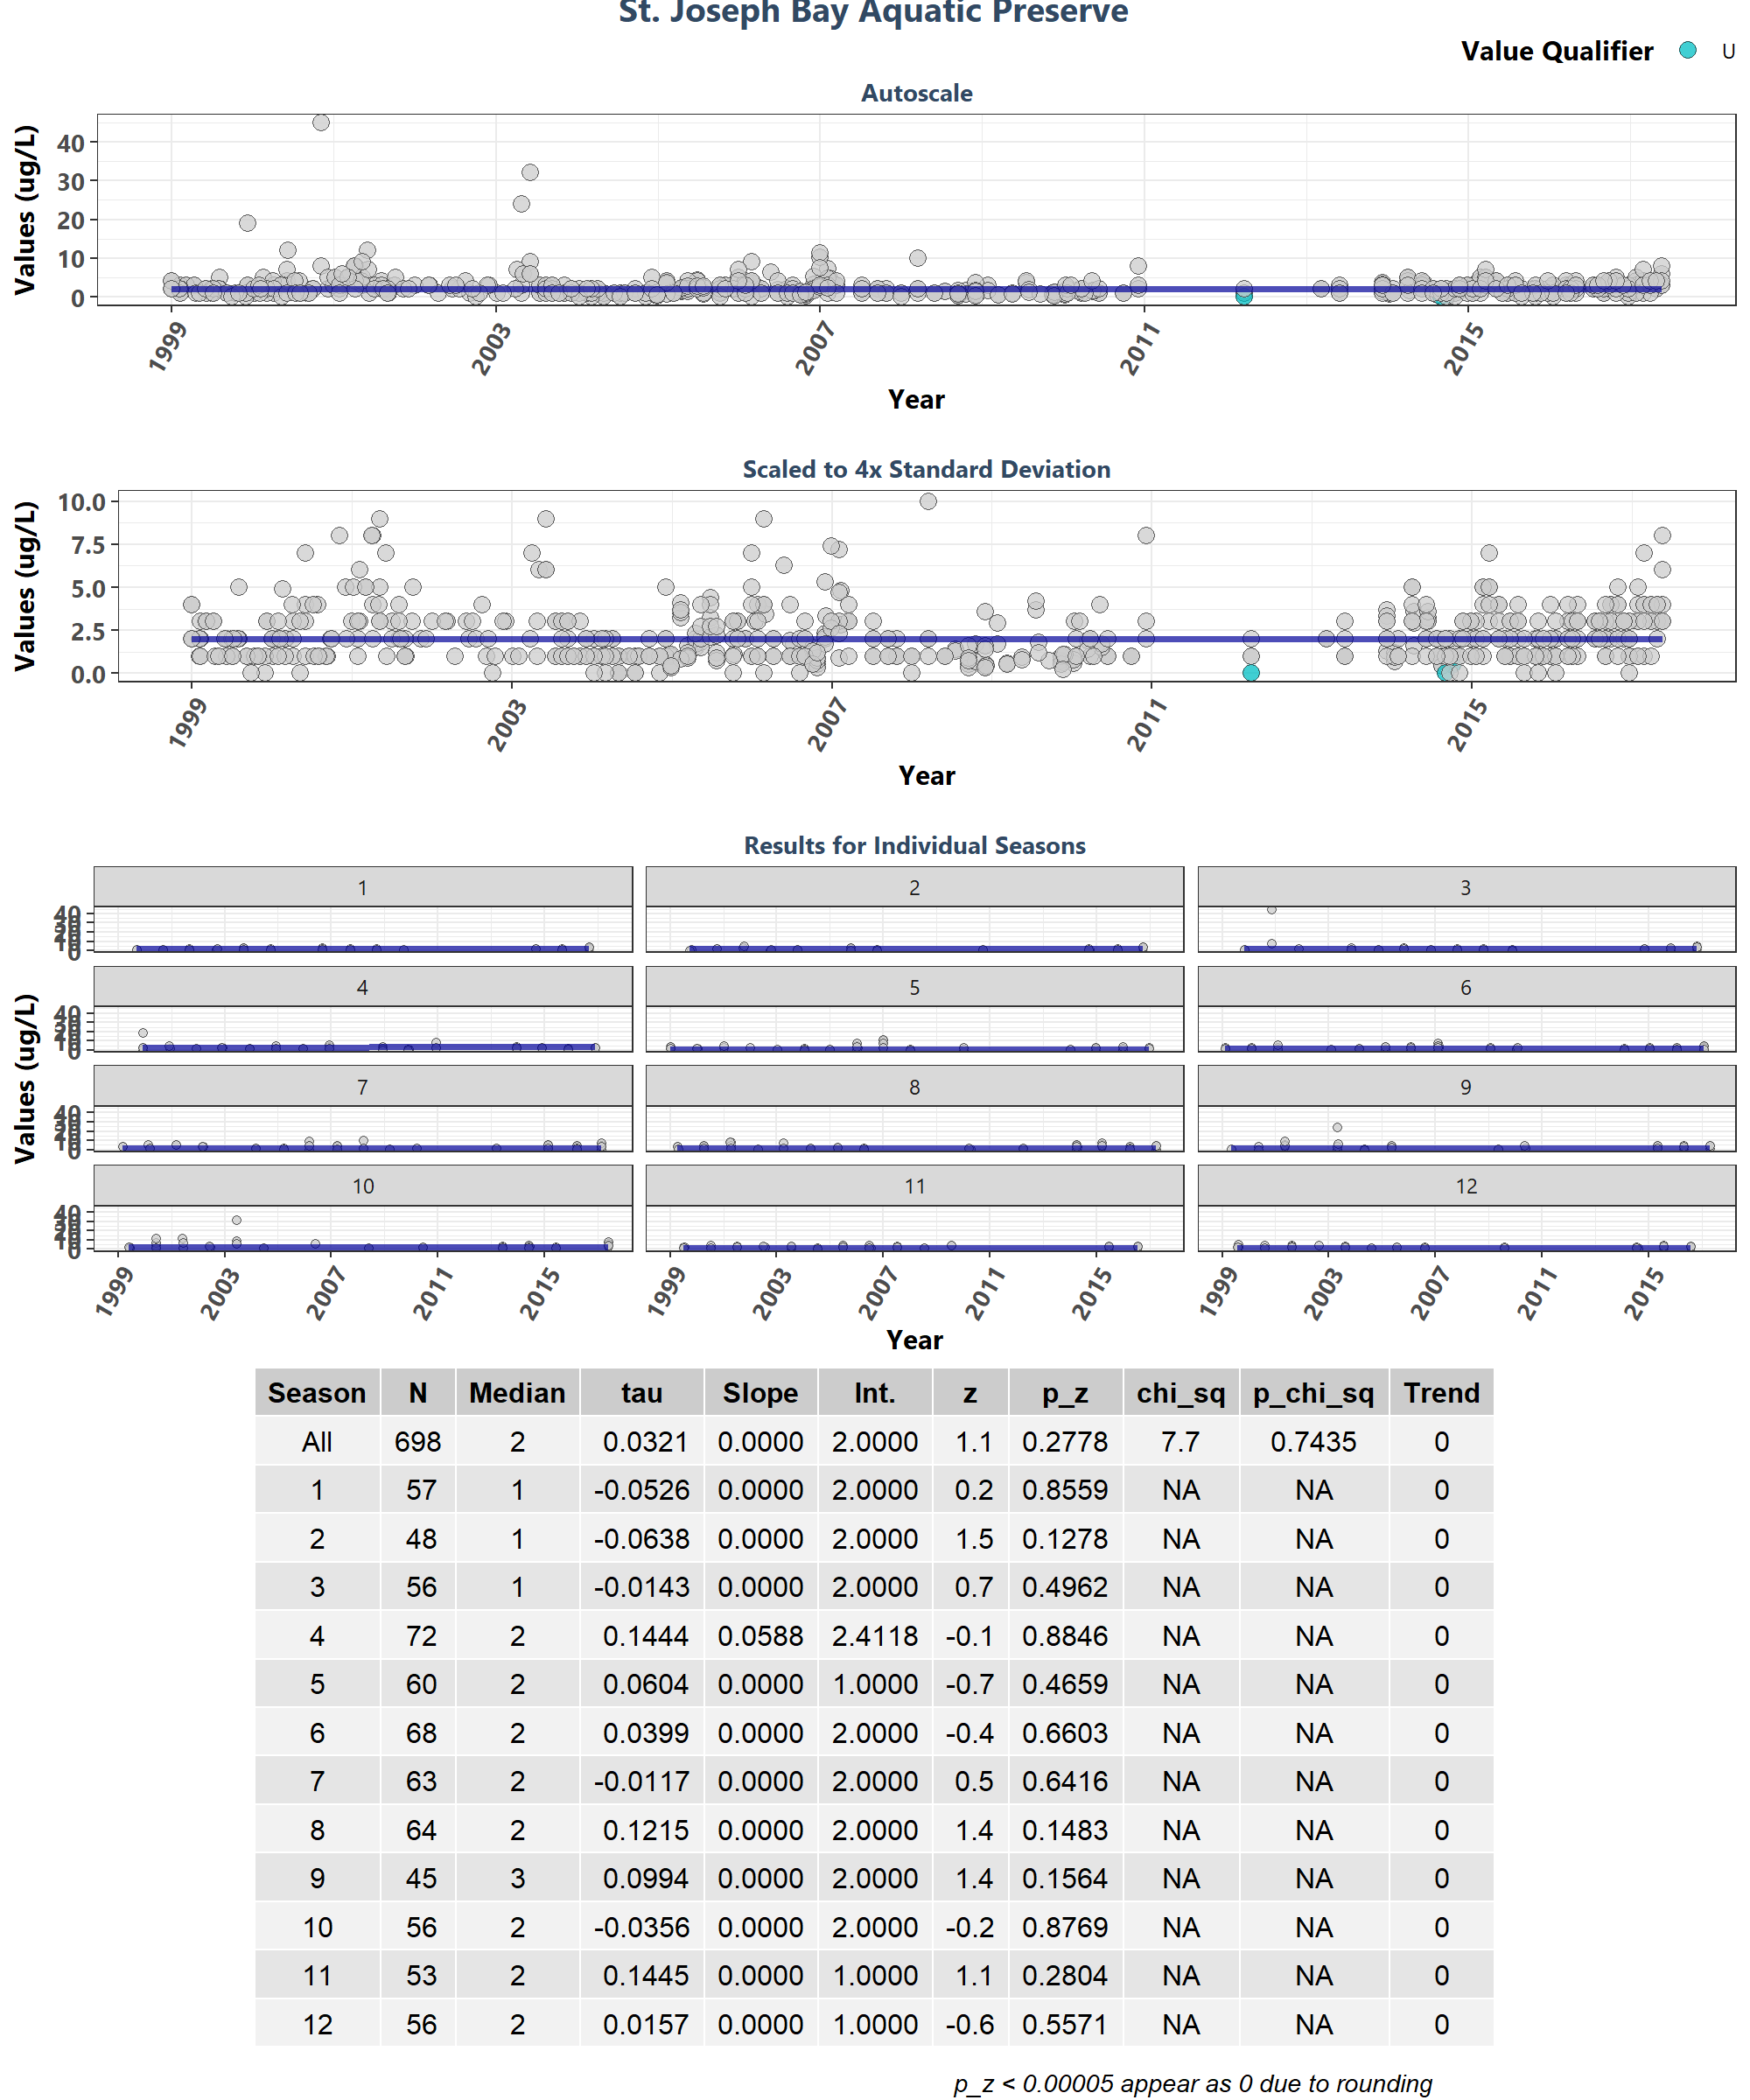 St. Joseph Bay Aquatic Preserve
Value Qualifier U
Autoscale
Values (ug/L)
40
30
20
10
0
1999 2003 2007 2011 2015
Year
Scaled to 4x Standard Deviation
Values (ug/L)
10.0
7.5
5.0
2.5
0.0
1999 2003 2007 2011 2015
Year
Results for Individual Seasons
Values (ug/L)
1 2 3
40
0
4 5 6
40
0
7 8 9
40
0
10 11 12
40
0
1999 2003 2007 2011 2015 1999 2003 2007 2011 2015 1999 2003 2007 2011 2015
Year
Season N Median tau Slope Int. z p_z chi_sq p_chi_sq Trend
All 698 2 0.0321 0.0000 2.0000 1.1 0.2778 7.7 0.7435 0
1 57 1 -0.0526 0.0000 2.0000 0.2 0.8559 NA NA 0
2 48 1 -0.0638 0.0000 2.0000 1.5 0.1278 NA NA 0
3 56 1 -0.0143 0.0000 2.0000 0.7 0.4962 NA NA 0
4 72 2 0.1444 0.0588 2.4118 -0.1 0.8846 NA NA 0
5 60 2 0.0604 0.0000 1.0000 -0.7 0.4659 NA NA 0
6 68 2 0.0399 0.0000 2.0000 -0.4 0.6603 NA NA 0
7 63 2 -0.0117 0.0000 2.0000 0.5 0.6416 NA NA 0
8 64 2 0.1215 0.0000 2.0000 1.4 0.1483 NA NA 0
9 45 3 0.0994 0.0000 2.0000 1.4 0.1564 NA NA 0
10 56 2 -0.0356 0.0000 2.0000 -0.2 0.8769 NA NA 0
11 53 2 0.1445 0.0000 1.0000 1.1 0.2804 NA NA 0
12 56 2 0.0157 0.0000 1.0000 -0.6 0.5571 NA NA 0
p_z < 0.00005 appear as 0 due to rounding